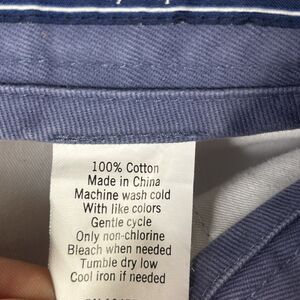 100% Cotton
Made in China
Machine wash cold
With like colors
Gentle cycle
Only non-chlorine
Bleach when needed
Tumble dry low
Cool iron if needed